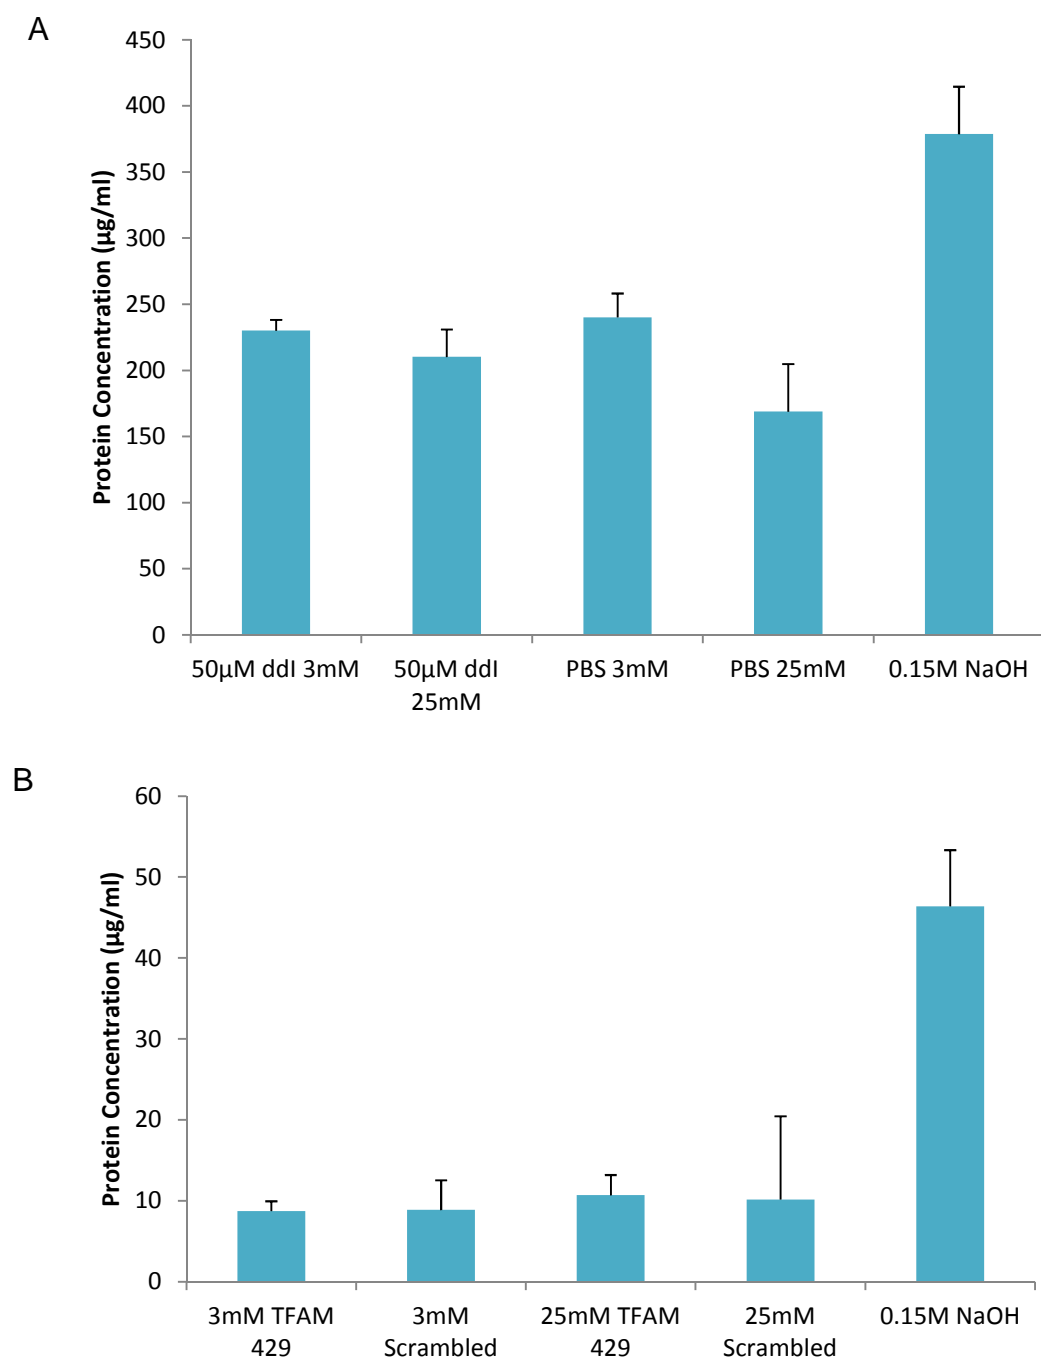 A
450
400
350
300
250
200
150
100
50
0
Protein Concentration (µg/ml)
50µM ddI 3mM
50µM ddI
25mM
PBS 3mM
PBS 25mM
0.15M NaOH
B
60
50
40
30
20
10
0
Protein Concentration (µg/ml)
3mM TFAM
429
3mM
Scrambled
25mM TFAM
429
25mM
Scrambled
0.15M NaOH